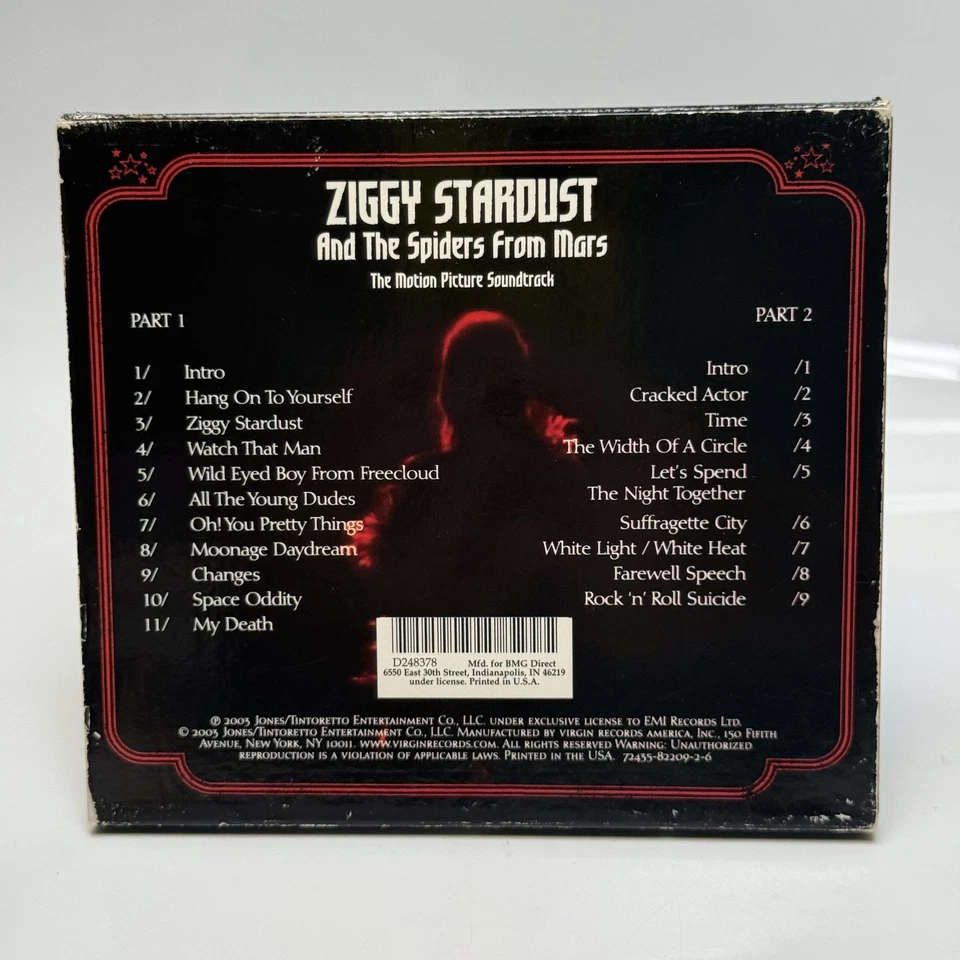 ZIGGY STARDUST
And The Spiders From Mars
The Motion Picture Soundtrack
PART 1
1/ Intro
2/ Hang On To Yourself
3/ Ziggy Stardust
4/ Watch That Man
5/ Wild Eyed Boy From Freecloud
6/ All The Young Dudes
7/ Oh! You Pretty Things
8/ Moonage Daydream
9/ Changes
10/ Space Oddity
11/ My Death
PART 2
Intro /1
Cracked Actor /2
Time /3
The Width Of A Circle /4
Let's Spend /5
The Night Together
Suffragette City /6
White Light / White Heat /7
Farewell Speech /8
Rock 'n' Roll Suicide /9
D248378 Mfd. for BMG Direct
6550 East 30th Street, Indianapolis, IN 46219
under license. Printed in U.S.A.
℗ 2003 Jones/Tintoretto Entertainment Co., LLC. under exclusive license to EMI Records Ltd.
© 2003 Jones/Tintoretto Entertainment Co., LLC. Manufactured by virgin records america, Inc., 150 Fifith
Avenue, New York, NY 10011. www.virginrecords.com. All rights reserved Warning: Unauthorized
reproduction is a violation of applicable laws. Printed in the USA. 72435-82209-2-6